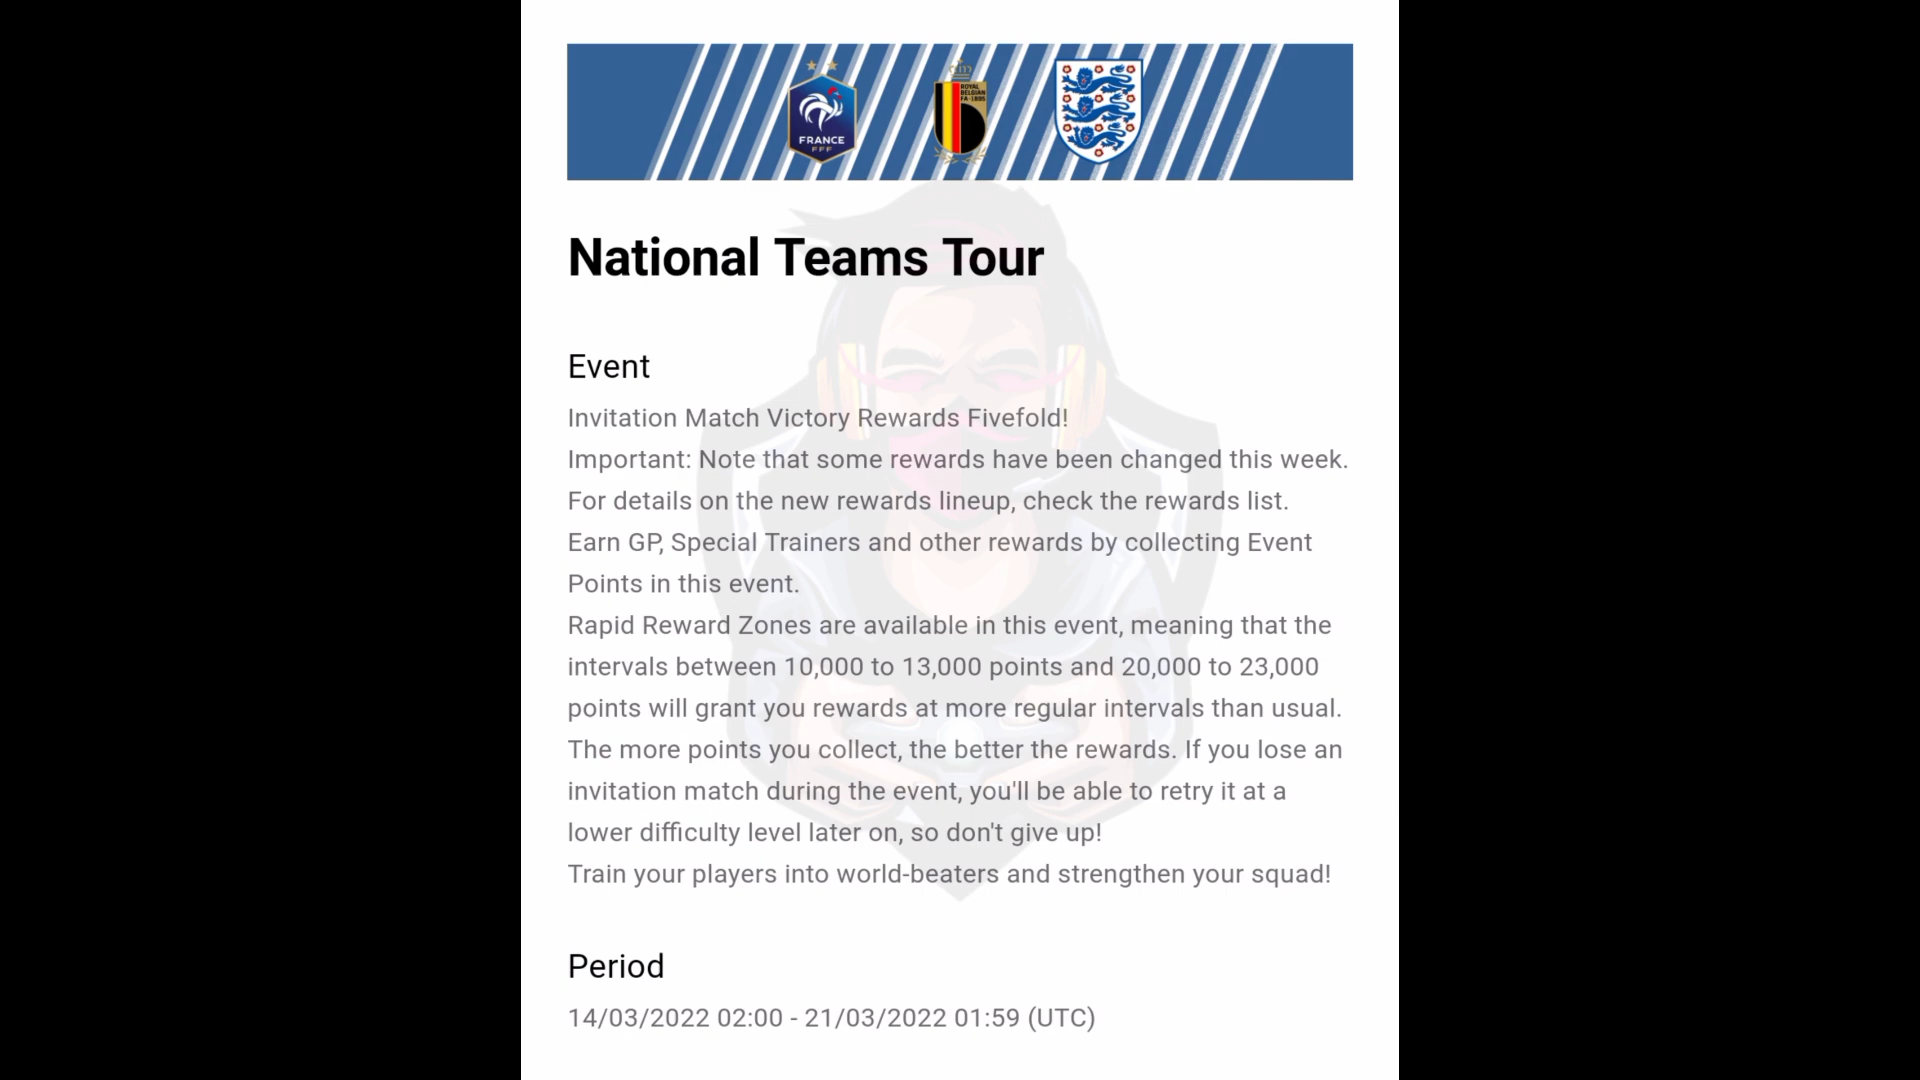 FRANCE
FFF
ROYAL
BELGIAN
FA·1895
National Teams Tour
Event
Invitation Match Victory Rewards Fivefold!
Important: Note that some rewards have been changed this week.
For details on the new rewards lineup, check the rewards list.
Earn GP, Special Trainers and other rewards by collecting Event
Points in this event.
Rapid Reward Zones are available in this event, meaning that the
intervals between 10,000 to 13,000 points and 20,000 to 23,000
points will grant you rewards at more regular intervals than usual.
The more points you collect, the better the rewards. If you lose an
invitation match during the event, you'll be able to retry it at a
lower difficulty level later on, so don't give up!
Train your players into world-beaters and strengthen your squad!
Period
14/03/2022 02:00 - 21/03/2022 01:59 (UTC)